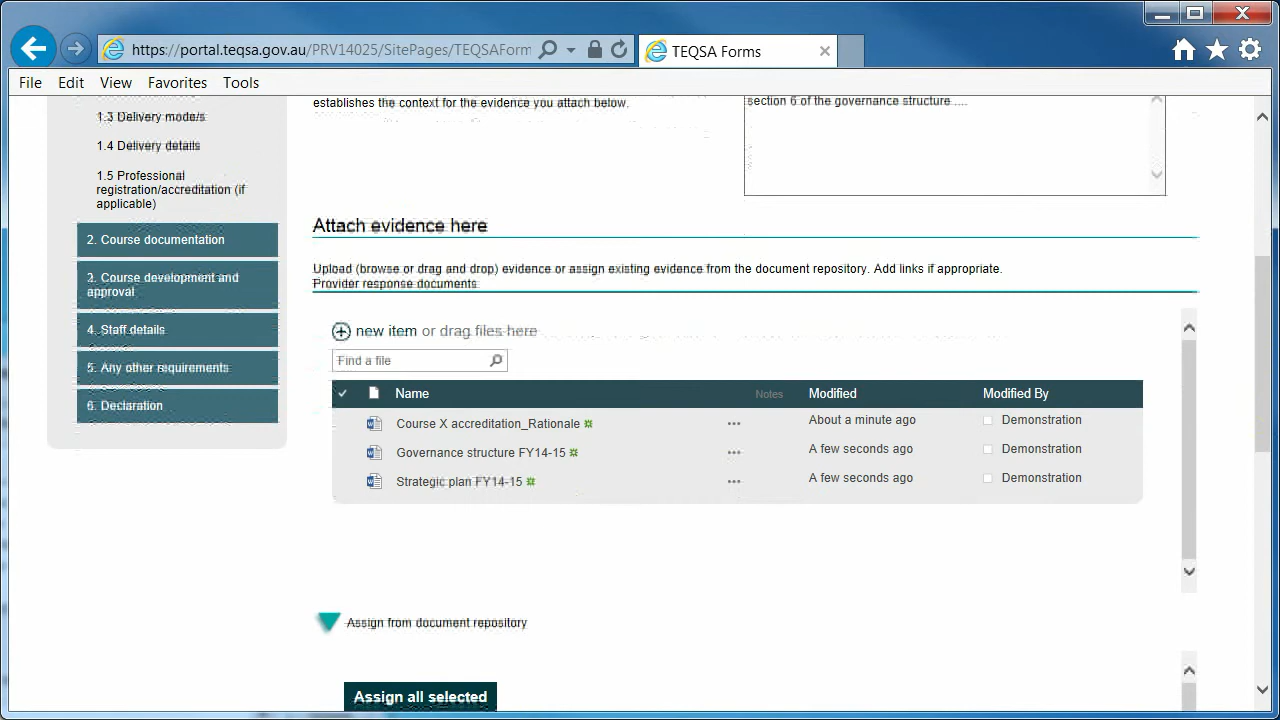 https://portal.teqsa.gov.au/PRV14025/SitePages/TEQSAForm
TEQSA Forms
File Edit View Favorites Tools
establishes the context for the evidence you attach below.
section 6 of the governance structure ....
1.3 Delivery mode/s
1.4 Delivery details
1.5 Professional
registration/accreditation (if
applicable)
2. Course documentation
3. Course development and
approval
4. Staff details
5. Any other requirements
6. Declaration
Attach evidence here
Upload (browse or drag and drop) evidence or assign existing evidence from the document repository. Add links if appropriate.
Provider response documents
new item or drag files here
Find a file
Name Notes Modified Modified By
Course X accreditation_Rationale ... About a minute ago Demonstration
Governance structure FY14-15 ... A few seconds ago Demonstration
Strategic plan FY14-15 ... A few seconds ago Demonstration
Assign from document repository
Assign all selected